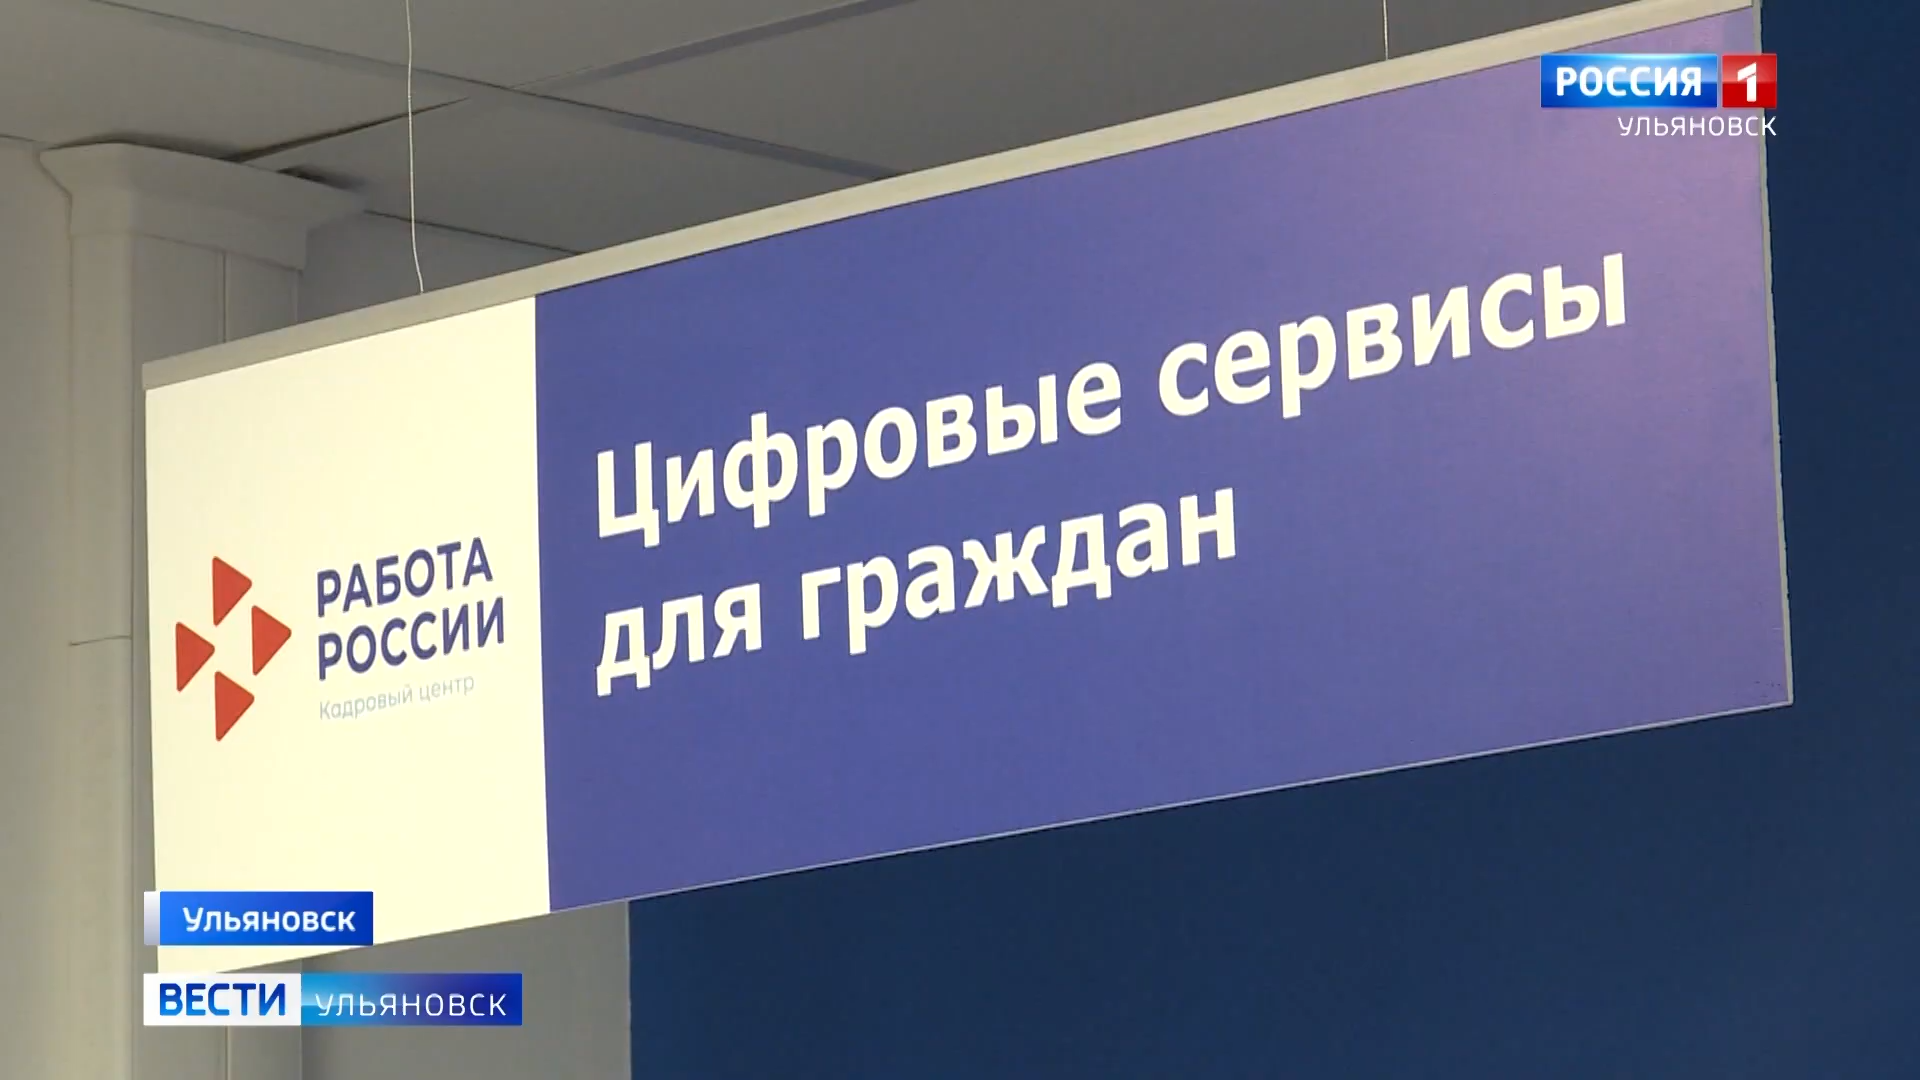 РОССИЯ 1
УЛЬЯНОВСК
Цифровые сервисы
для граждан
РАБОТА
РОССИИ
Кадровый центр
Ульяновск
ВЕСТИ УЛЬЯНОВСК